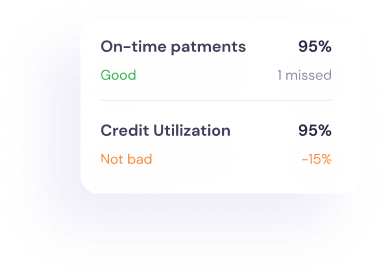 On-time patments 95%
Good 1 missed
Credit Utilization 95%
Not bad -15%